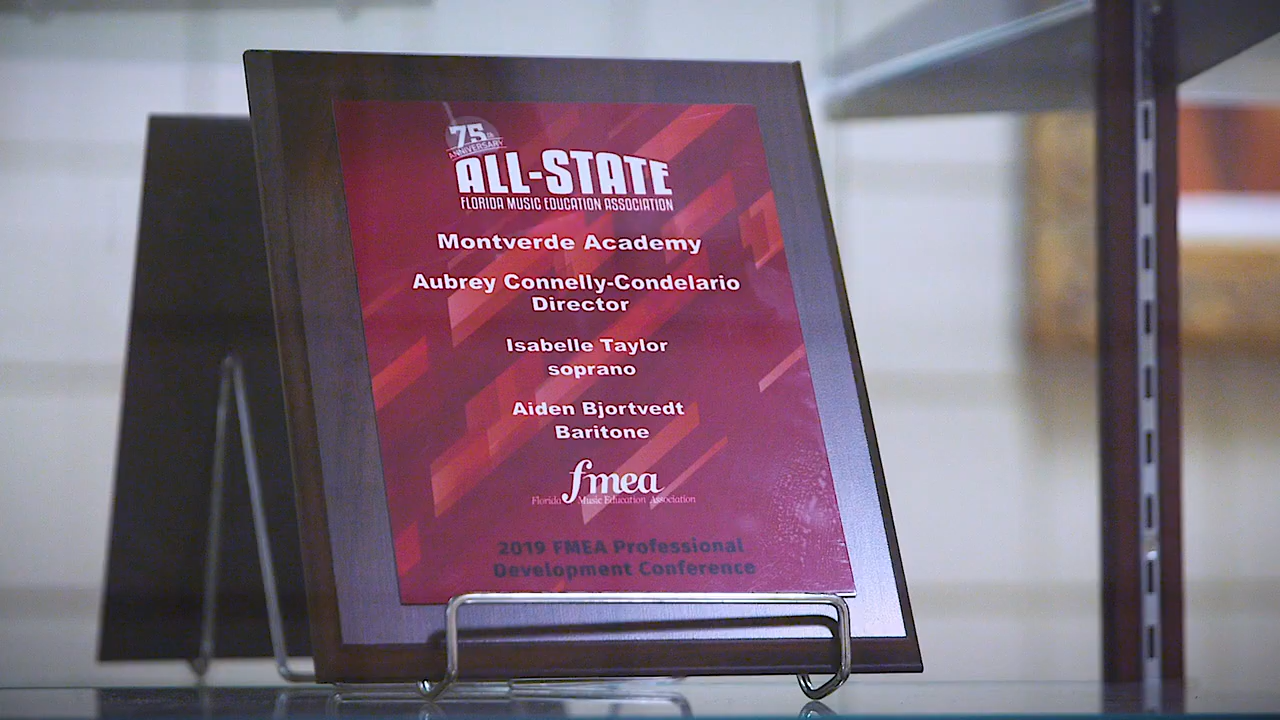 75th
ANNIVERSARY
ALL-STATE
FLORIDA MUSIC EDUCATION ASSOCIATION
Montverde Academy
Aubrey Connelly-Condelario
Director
Isabelle Taylor
soprano
Aiden Bjortvedt
Baritone
fmea
Florida Music Education Association
2019 FMEA Professional
Development Conference